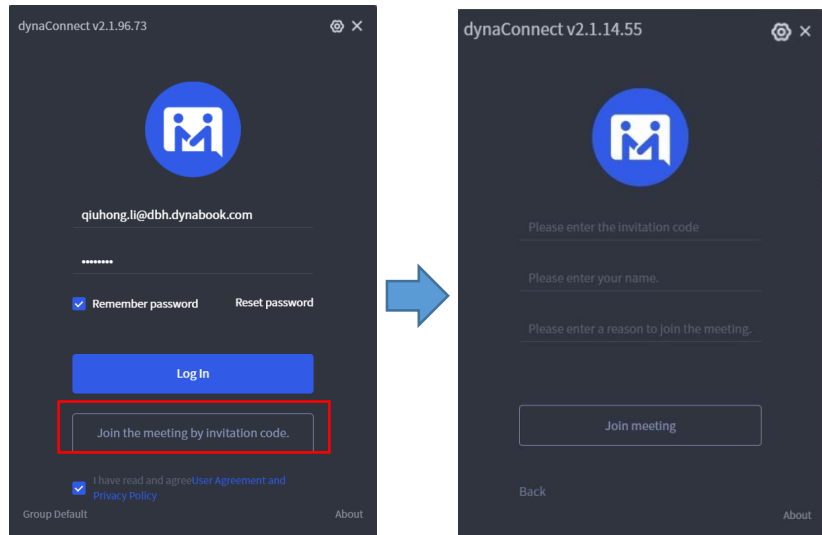 dynaConnect v2.1.96.73
qiuhong.li@dbh.dynabook.com
••••••••
Remember password
Reset password
Log In
Join the meeting by invitation code.
I have read and agreeUser Agreement and
Privacy Policy
Group Default
About
dynaConnect v2.1.14.55
Please enter the invitation code
Please enter your name.
Please enter a reason to join the meeting.
Join meeting
Back
About